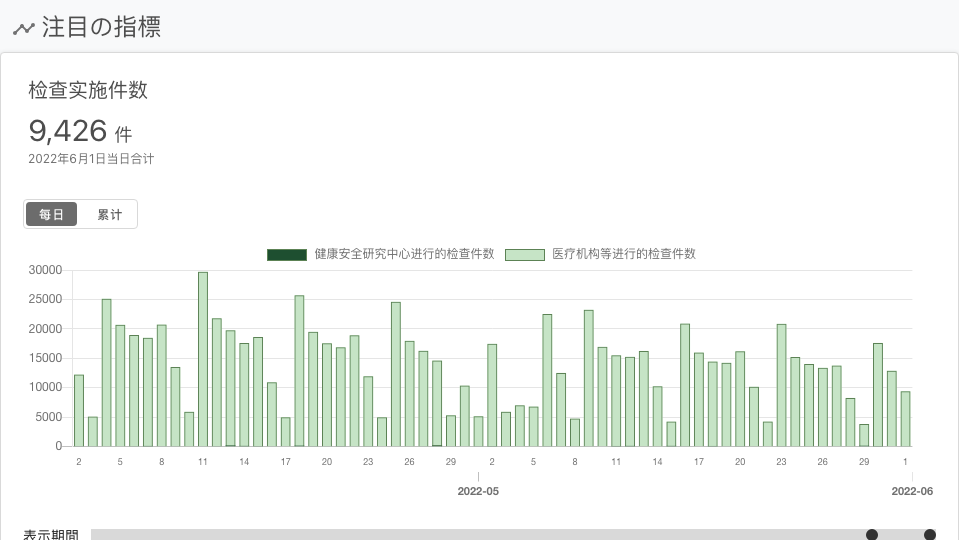 注目の指標
检查实施件数
9,426 件
2022年6月1日当日合计
每日 累计
健康安全研究中心进行的检查件数 医疗机构等进行的检查件数
30000
25000
20000
15000
10000
5000
0
2 5 8 11 14 17 20 23 26 29 2 5 8 11 14 17 20 23 26 29 1
2022-05 2022-06
表示期間